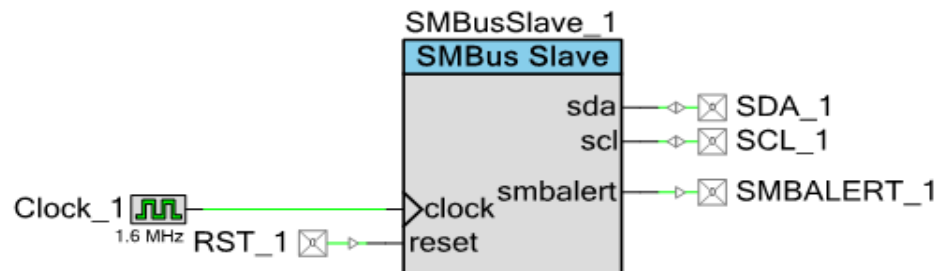 SMBusSlave_1
SMBus Slave
sda SDA_1
scl SCL_1
smbalert SMBALERT_1
Clock_1 clock
1.6 MHz RST_1 reset